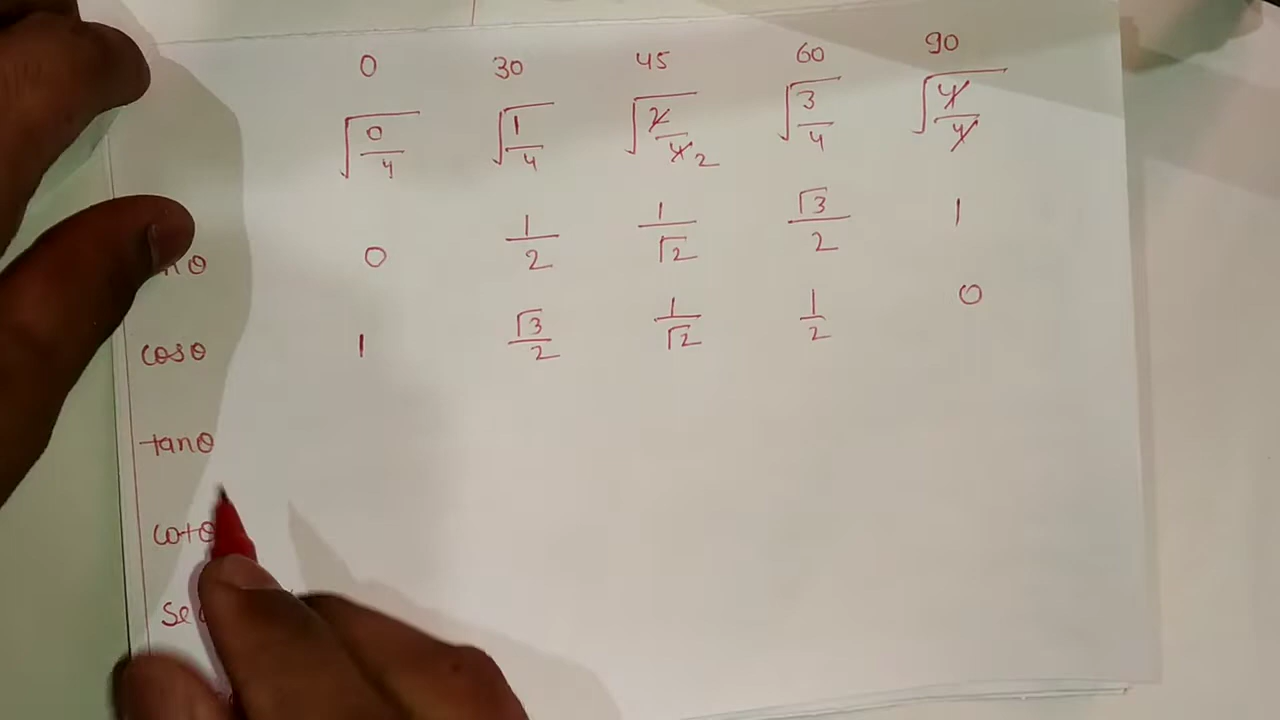 0 30 45 60 90
√0/4 √1/4 √2/4 2 √3/4 √4/4
θ 0 1/2 1/√2 √3/2 1
cosθ 1 √3/2 1/√2 1/2 0
tanθ
cotθ